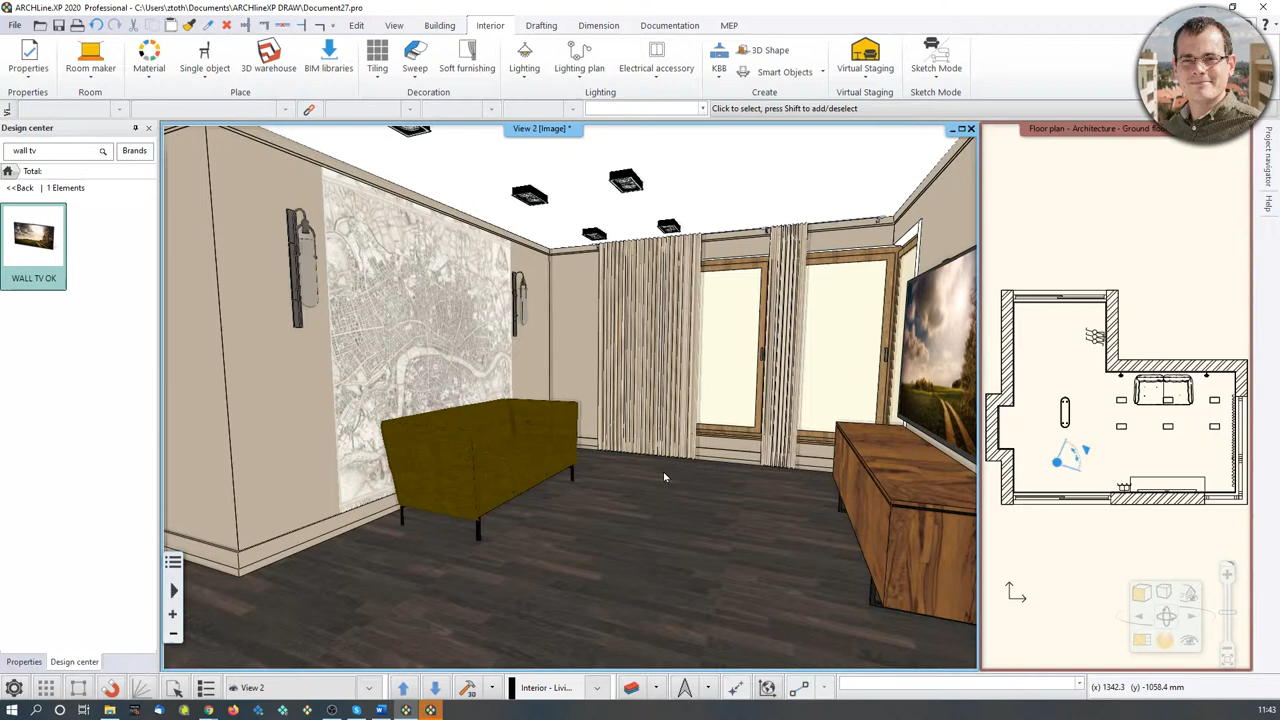 ARCHLine.XP 2020 Professional - C:\Users\ztoth\Documents\ARCHlineXP DRAW\Document27.pro
File
Edit
View
Building
Interior
Drafting
Dimension
Documentation
MEP
Properties
Room maker
Material
Single object
3D warehouse
BIM libraries
Tiling
Sweep
Soft furnishing
Lighting
Lighting plan
Electrical accessory
KBB
3D Shape
Smart Objects
Virtual Staging
Sketch Mode
Properties
Room
Place
Decoration
Lighting
Create
Virtual Staging
Sketch Mode
Click to select, press Shift to add/deselect
Design center
View 2 [Image] *
Floor plan - Architecture - Ground
wall tv
Brands
Total:
<<Back
1 Elements
WALL TV OK
Project navigator
Help
Properties
Design center
View 2
Interior - Livi...
(x) 1342.3 (y) -1058.4 mm
11:43